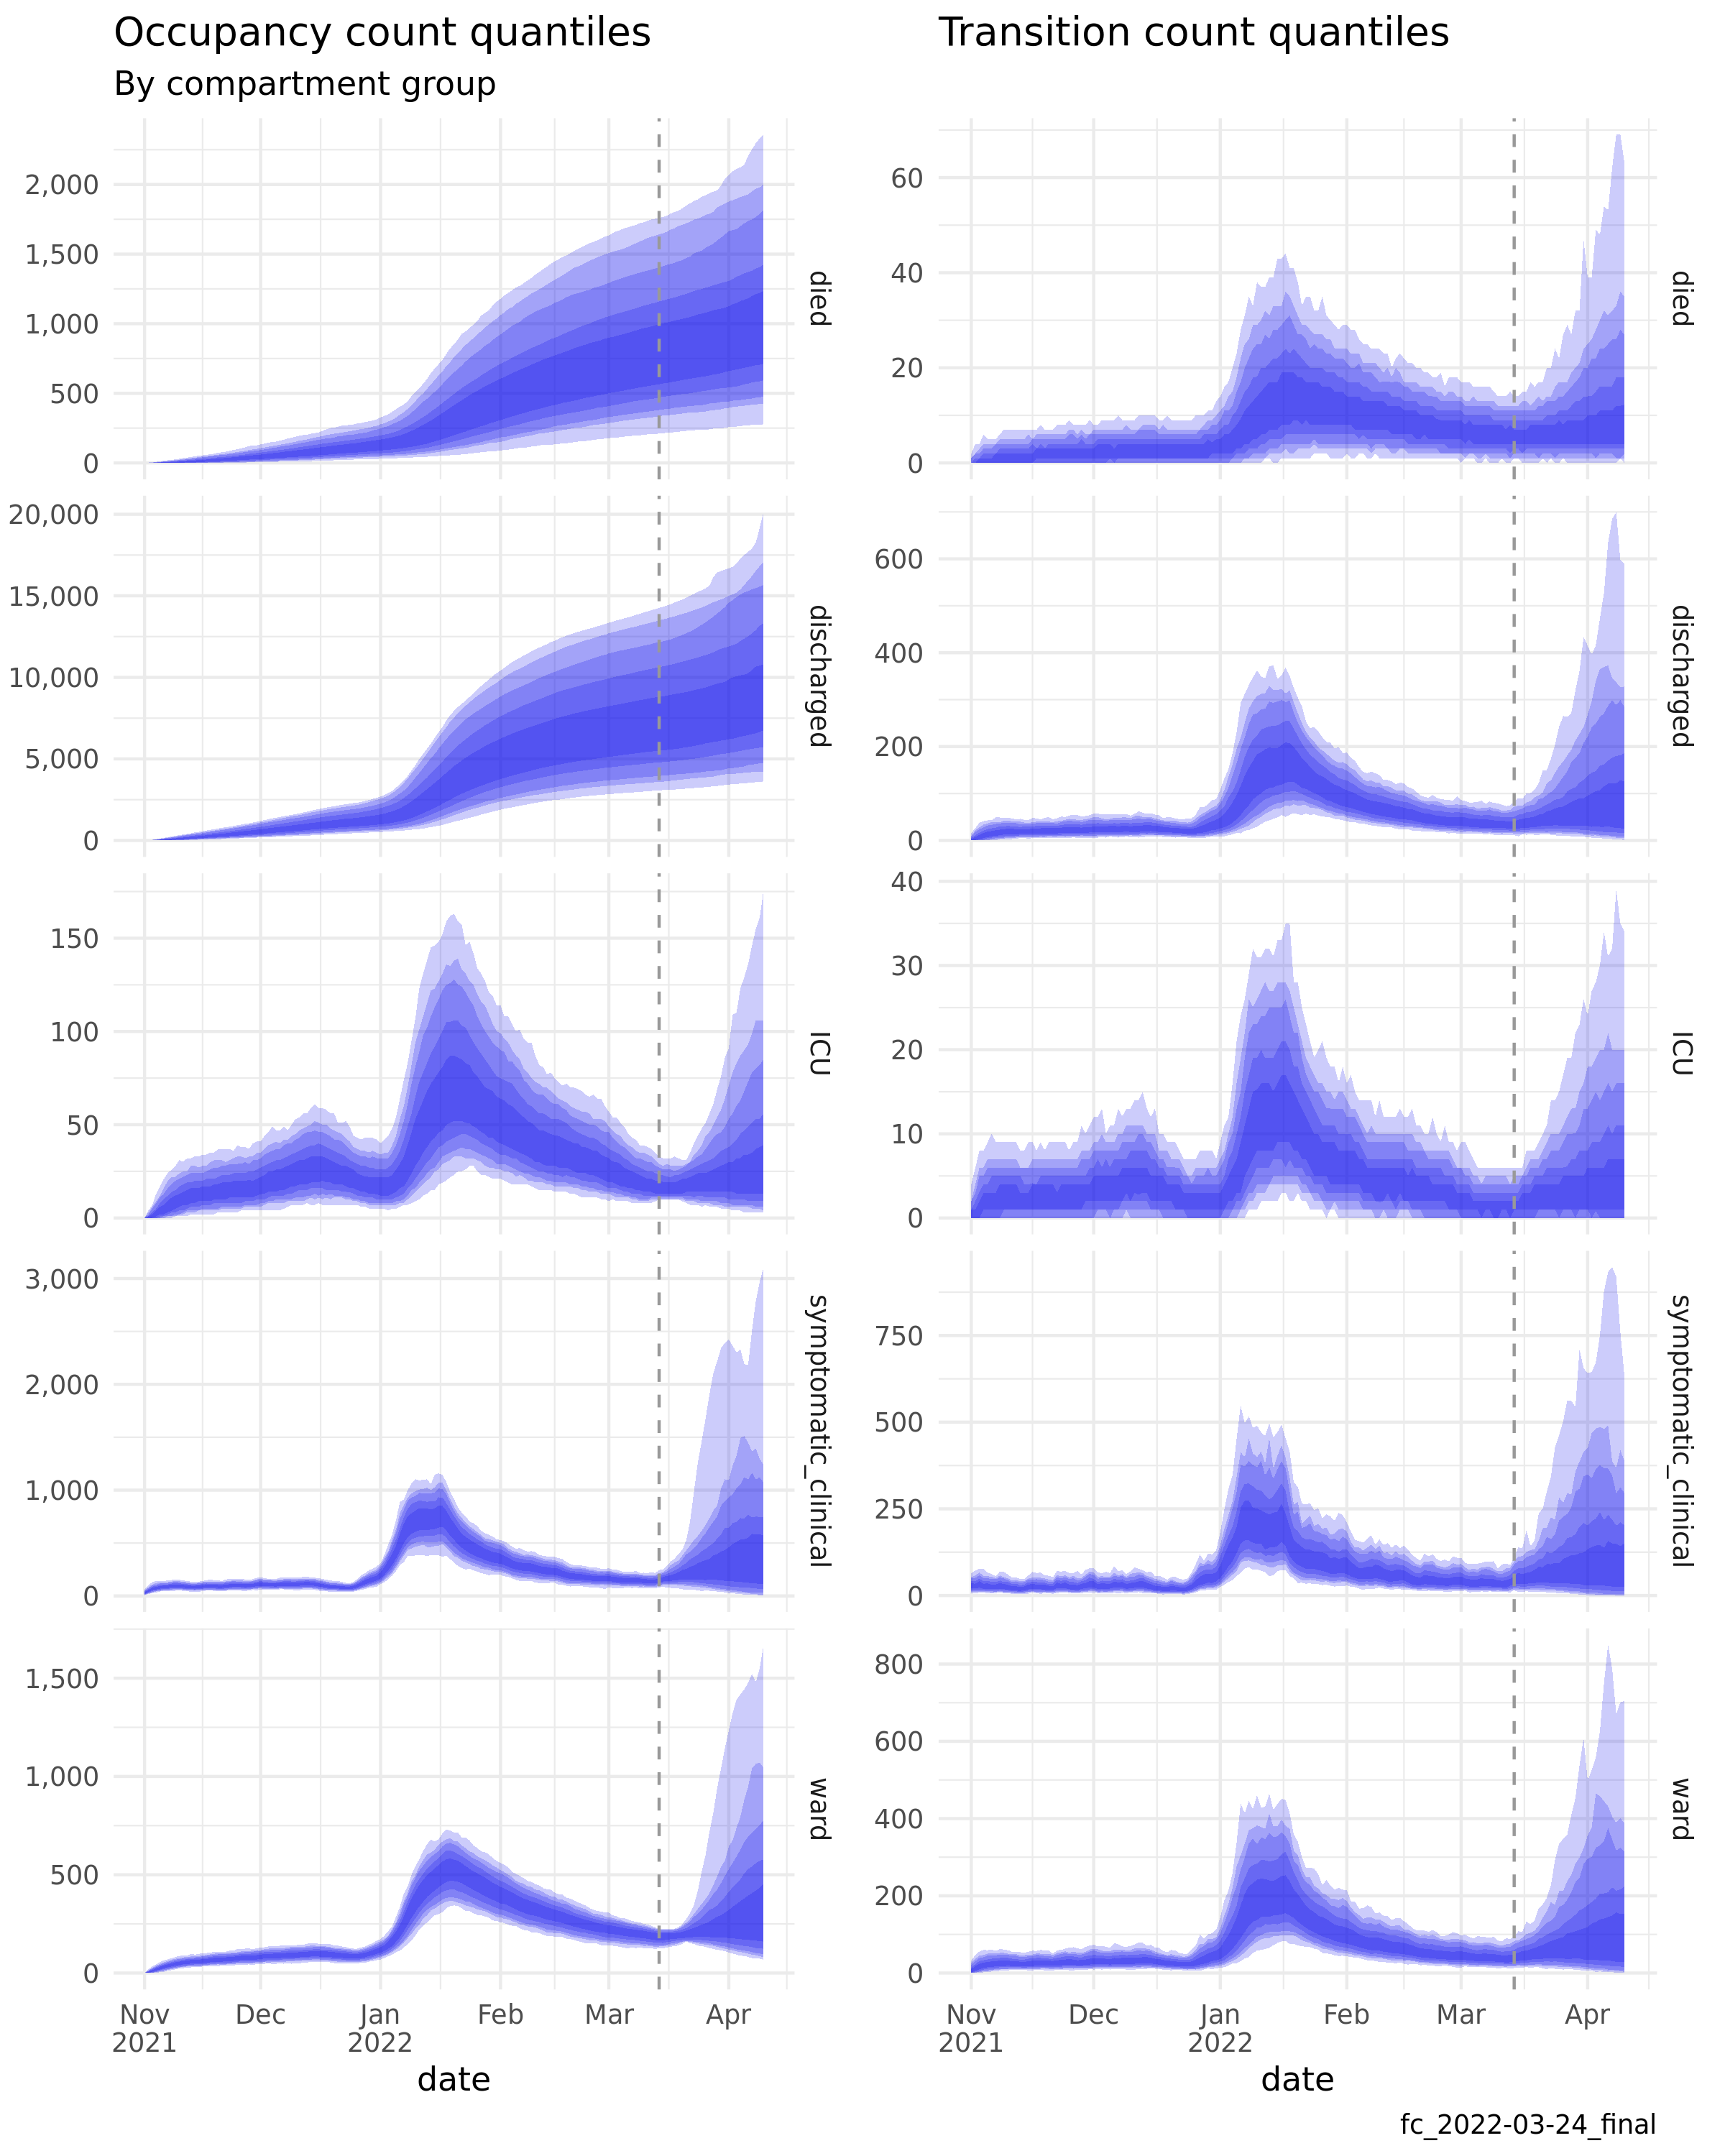 Occupancy count quantiles
By compartment group
2,000
1,500
1,000
500
0
died
20,000
15,000
10,000
5,000
0
discharged
150
100
50
0
ICU
3,000
2,000
1,000
0
symptomatic_clinical
1,500
1,000
500
0
ward
Nov Dec Jan Feb Mar Apr
2021 2022
date
Transition count quantiles
60
40
20
0
died
600
400
200
0
discharged
40
30
20
10
0
ICU
750
500
250
0
symptomatic_clinical
800
600
400
200
0
ward
Nov Dec Jan Feb Mar Apr
2021 2022
date
fc_2022-03-24_final